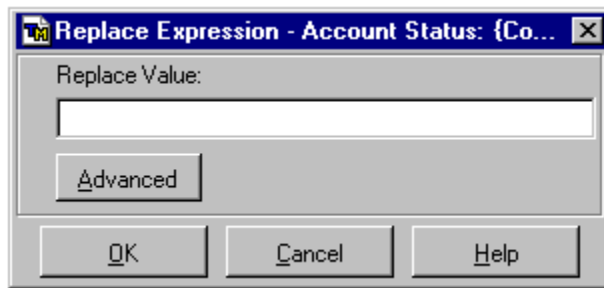 Replace Expression - Account Status: {Co...
Replace Value:
Advanced
OK Cancel Help